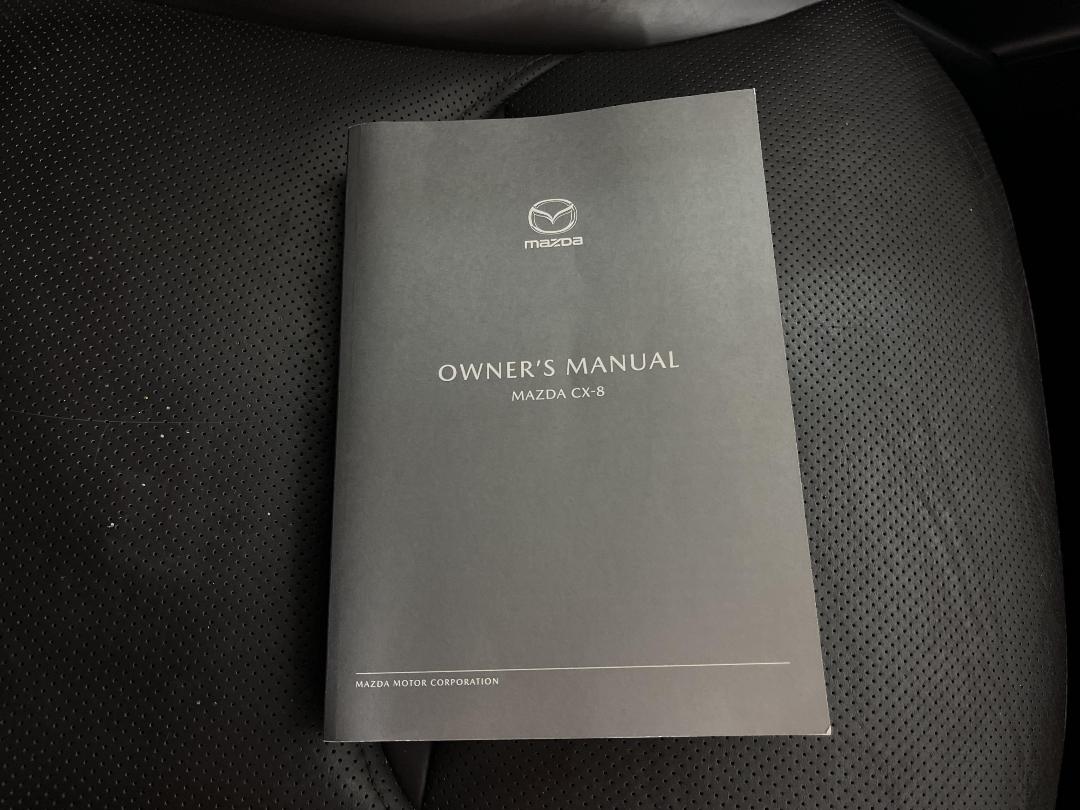 mazda
OWNER'S MANUAL
MAZDA CX-8
MAZDA MOTOR CORPORATION